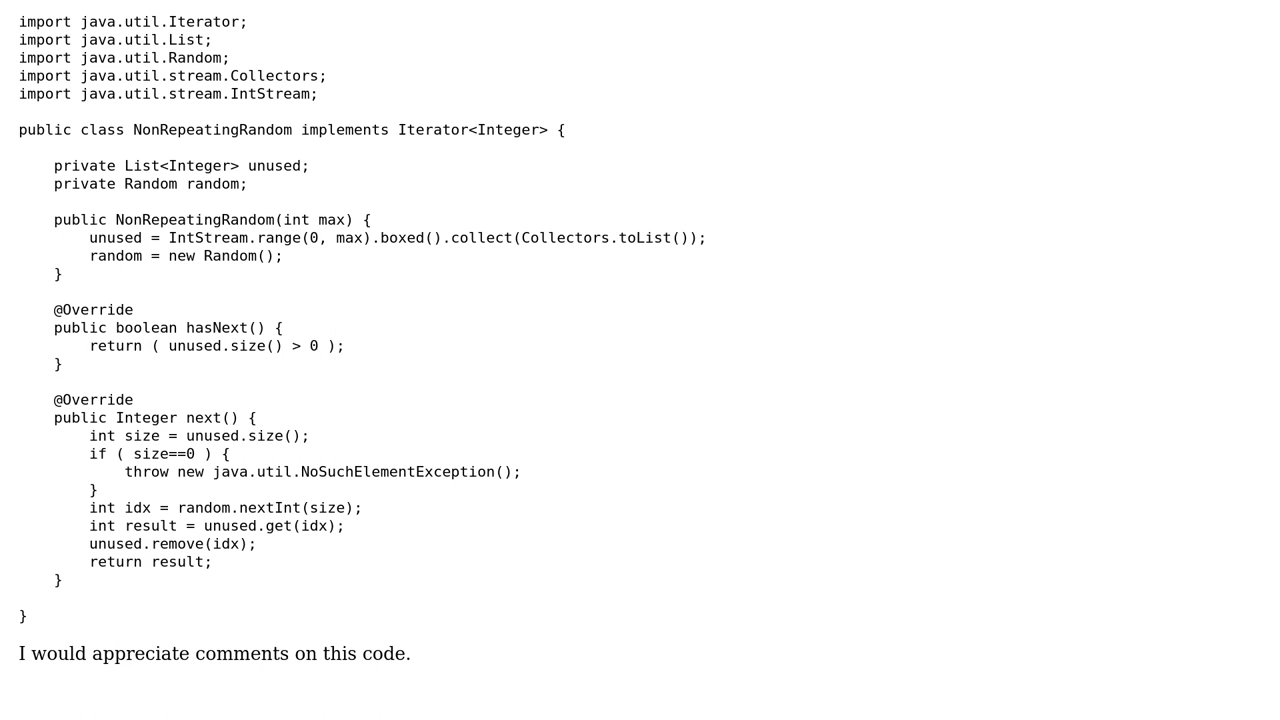 import java.util.Iterator;
import java.util.List;
import java.util.Random;
import java.util.stream.Collectors;
import java.util.stream.IntStream;

public class NonRepeatingRandom implements Iterator<Integer> {

    private List<Integer> unused;
    private Random random;

    public NonRepeatingRandom(int max) {
        unused = IntStream.range(0, max).boxed().collect(Collectors.toList());
        random = new Random();
    }

    @Override
    public boolean hasNext() {
        return ( unused.size() > 0 );
    }

    @Override
    public Integer next() {
        int size = unused.size();
        if ( size==0 ) {
            throw new java.util.NoSuchElementException();
        }
        int idx = random.nextInt(size);
        int result = unused.get(idx);
        unused.remove(idx);
        return result;
    }

}
I would appreciate comments on this code.